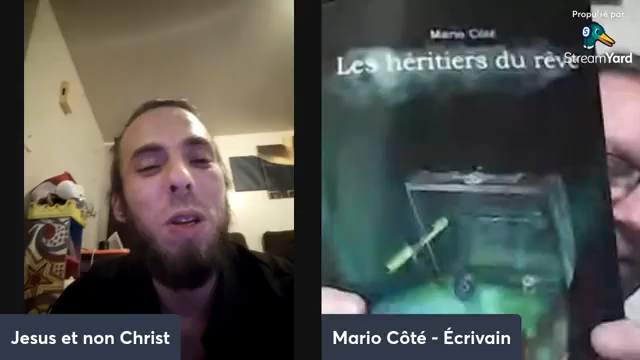 Propulsé par
StreamYard
Mario Côté
Les héritiers du rêve
Jesus et non Christ
Mario Côté - Écrivain